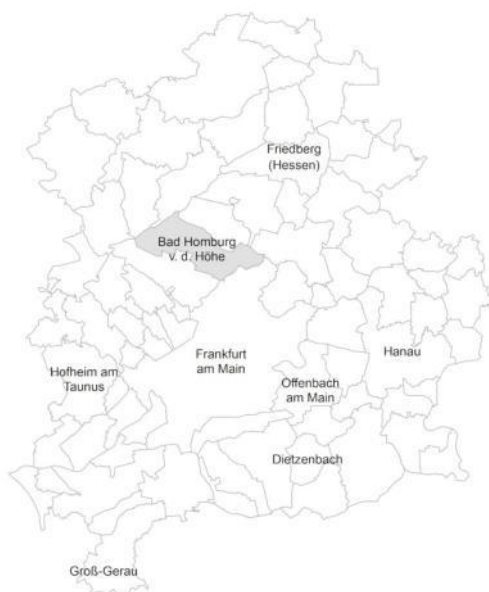 Friedberg
(Hessen)
Bad Homburg
v. d. Höhe
Frankfurt
am Main
Hanau
Hofheim am
Taunus
Offenbach
am Main
Dietzenbach
Groß-Gerau